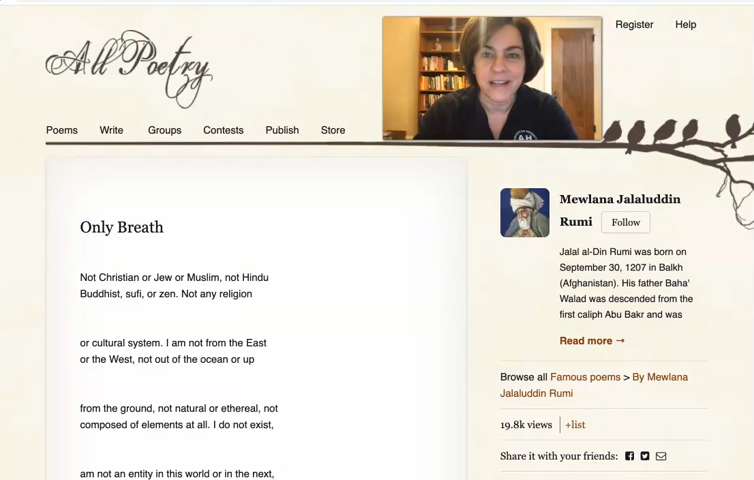 All Poetry
Register
Help
AH
Poems
Write
Groups
Contests
Publish
Store
Only Breath
Not Christian or Jew or Muslim, not Hindu
Buddhist, sufi, or zen. Not any religion
or cultural system. I am not from the East
or the West, not out of the ocean or up
from the ground, not natural or ethereal, not
composed of elements at all. I do not exist,
am not an entity in this world or in the next,
Mewlana Jalaluddin
Rumi
Follow
Jalal al-Din Rumi was born on
September 30, 1207 in Balkh
(Afghanistan). His father Baha'
Walad was descended from the
first caliph Abu Bakr and was
Read more →
Browse all Famous poems > By Mewlana
Jalaluddin Rumi
19.8k views
+list
Share it with your friends: